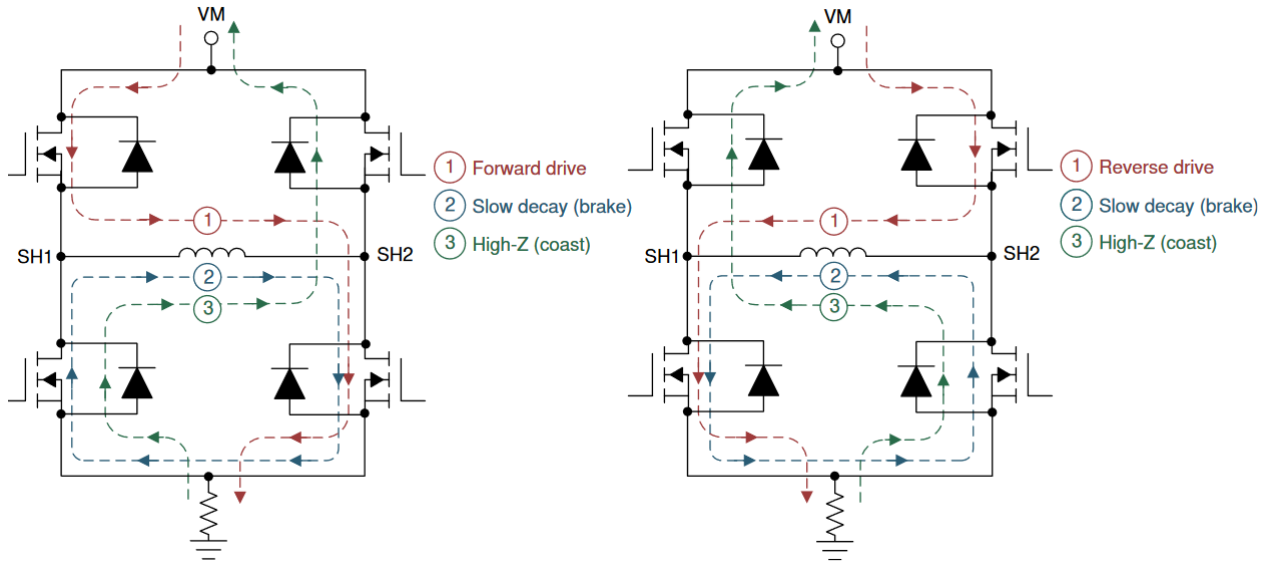 VM
1 Forward drive
2 Slow decay (brake)
3 High-Z (coast)
1
SH1
SH2
2
3
VM
1 Reverse drive
2 Slow decay (brake)
3 High-Z (coast)
1
SH1
SH2
2
3